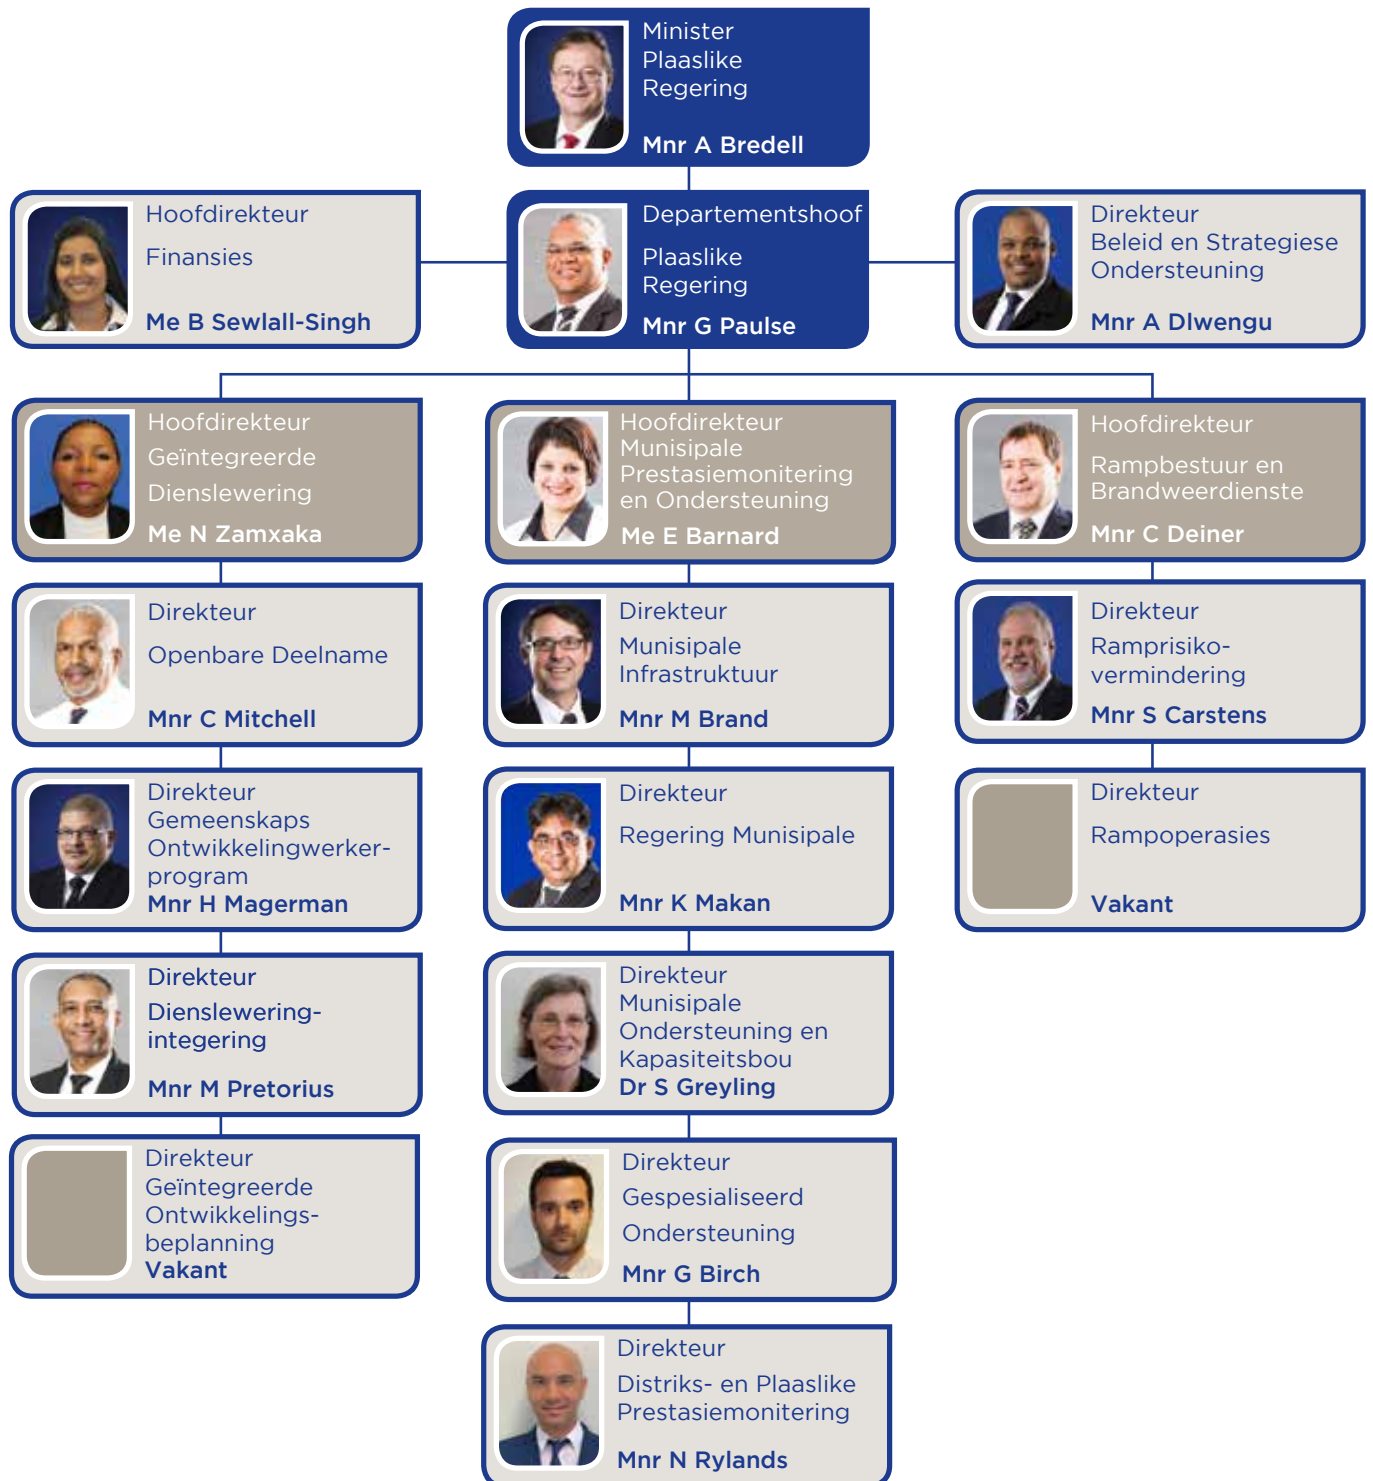 Minister
Plaaslike
Regering
Mnr A Bredell
Hoofdirekteur
Finansies
Me B Sewlall-Singh
Departementshoof
Plaaslike
Regering
Mnr G Paulse
Direkteur
Beleid en Strategiese
Ondersteuning
Mnr A Dlwengu
Hoofdirekteur
Geïntegreerde
Dienslewering
Me N Zamxaka
Hoofdirekteur
Munisipale
Prestasiemonitering
en Ondersteuning
Me E Barnard
Hoofdirekteur
Rampbestuur en
Brandweerdienste
Mnr C Deiner
Direkteur
Openbare Deelname
Mnr C Mitchell
Direkteur
Munisipale
Infrastruktuur
Mnr M Brand
Direkteur
Ramprisiko-
vermindering
Mnr S Carstens
Direkteur
Gemeenskaps
Ontwikkelingwerker-
program
Mnr H Magerman
Direkteur
Regering Munisipale
Mnr K Makan
Direkteur
Rampoperasies
Vakant
Direkteur
Dienslewering-
integering
Mnr M Pretorius
Direkteur
Munisipale
Ondersteuning en
Kapasiteitsbou
Dr S Greyling
Direkteur
Geïntegreerde
Ontwikkelings-
beplanning
Vakant
Direkteur
Gespesialiseerd
Ondersteuning
Mnr G Birch
Direkteur
Distriks- en Plaaslike
Prestasiemonitering
Mnr N Rylands